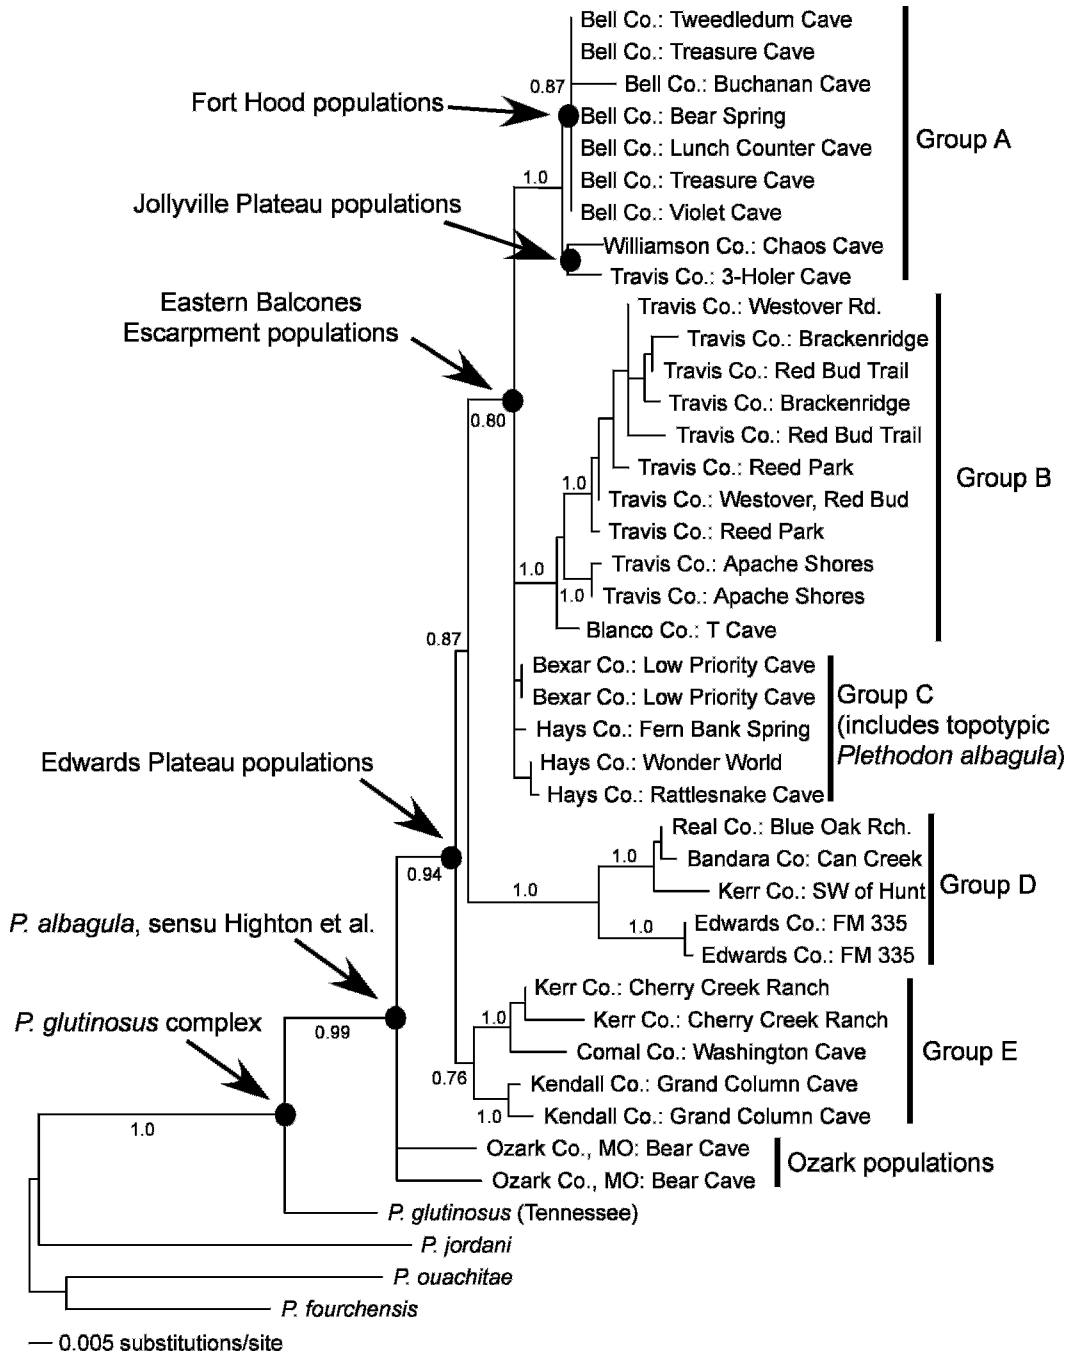 Bell Co.: Tweedledum Cave
Bell Co.: Treasure Cave
0.87
Bell Co.: Buchanan Cave
Fort Hood populations
Bell Co.: Bear Spring
Group A
Bell Co.: Lunch Counter Cave
1.0
Bell Co.: Treasure Cave
Jollyville Plateau populations
Bell Co.: Violet Cave
Williamson Co.: Chaos Cave
Travis Co.: 3-Holer Cave
Eastern Balcones
Escarpment populations
Travis Co.: Westover Rd.
Travis Co.: Brackenridge
Travis Co.: Red Bud Trail
Travis Co.: Brackenridge
0.80
Travis Co.: Red Bud Trail
Travis Co.: Reed Park
Group B
1.0
Travis Co.: Westover, Red Bud
Travis Co.: Reed Park
Travis Co.: Apache Shores
1.0
1.0
Travis Co.: Apache Shores
Blanco Co.: T Cave
0.87
Bexar Co.: Low Priority Cave
Bexar Co.: Low Priority Cave
Group C
(includes topotypic
Plethodon albagula)
Hays Co.: Fern Bank Spring
Hays Co.: Wonder World
Hays Co.: Rattlesnake Cave
Edwards Plateau populations
Real Co.: Blue Oak Rch.
1.0
Bandara Co: Can Creek
0.94
1.0
Kerr Co.: SW of Hunt
Group D
P. albagula, sensu Highton et al.
1.0
Edwards Co.: FM 335
Edwards Co.: FM 335
Kerr Co.: Cherry Creek Ranch
P. glutinosus complex
0.99
1.0
Kerr Co.: Cherry Creek Ranch
Comal Co.: Washington Cave
Group E
0.76
Kendall Co.: Grand Column Cave
1.0
Kendall Co.: Grand Column Cave
1.0
Ozark Co., MO: Bear Cave
Ozark populations
Ozark Co., MO: Bear Cave
P. glutinosus (Tennessee)
P. jordani
P. ouachitae
P. fourchensis
0.005 substitutions/site